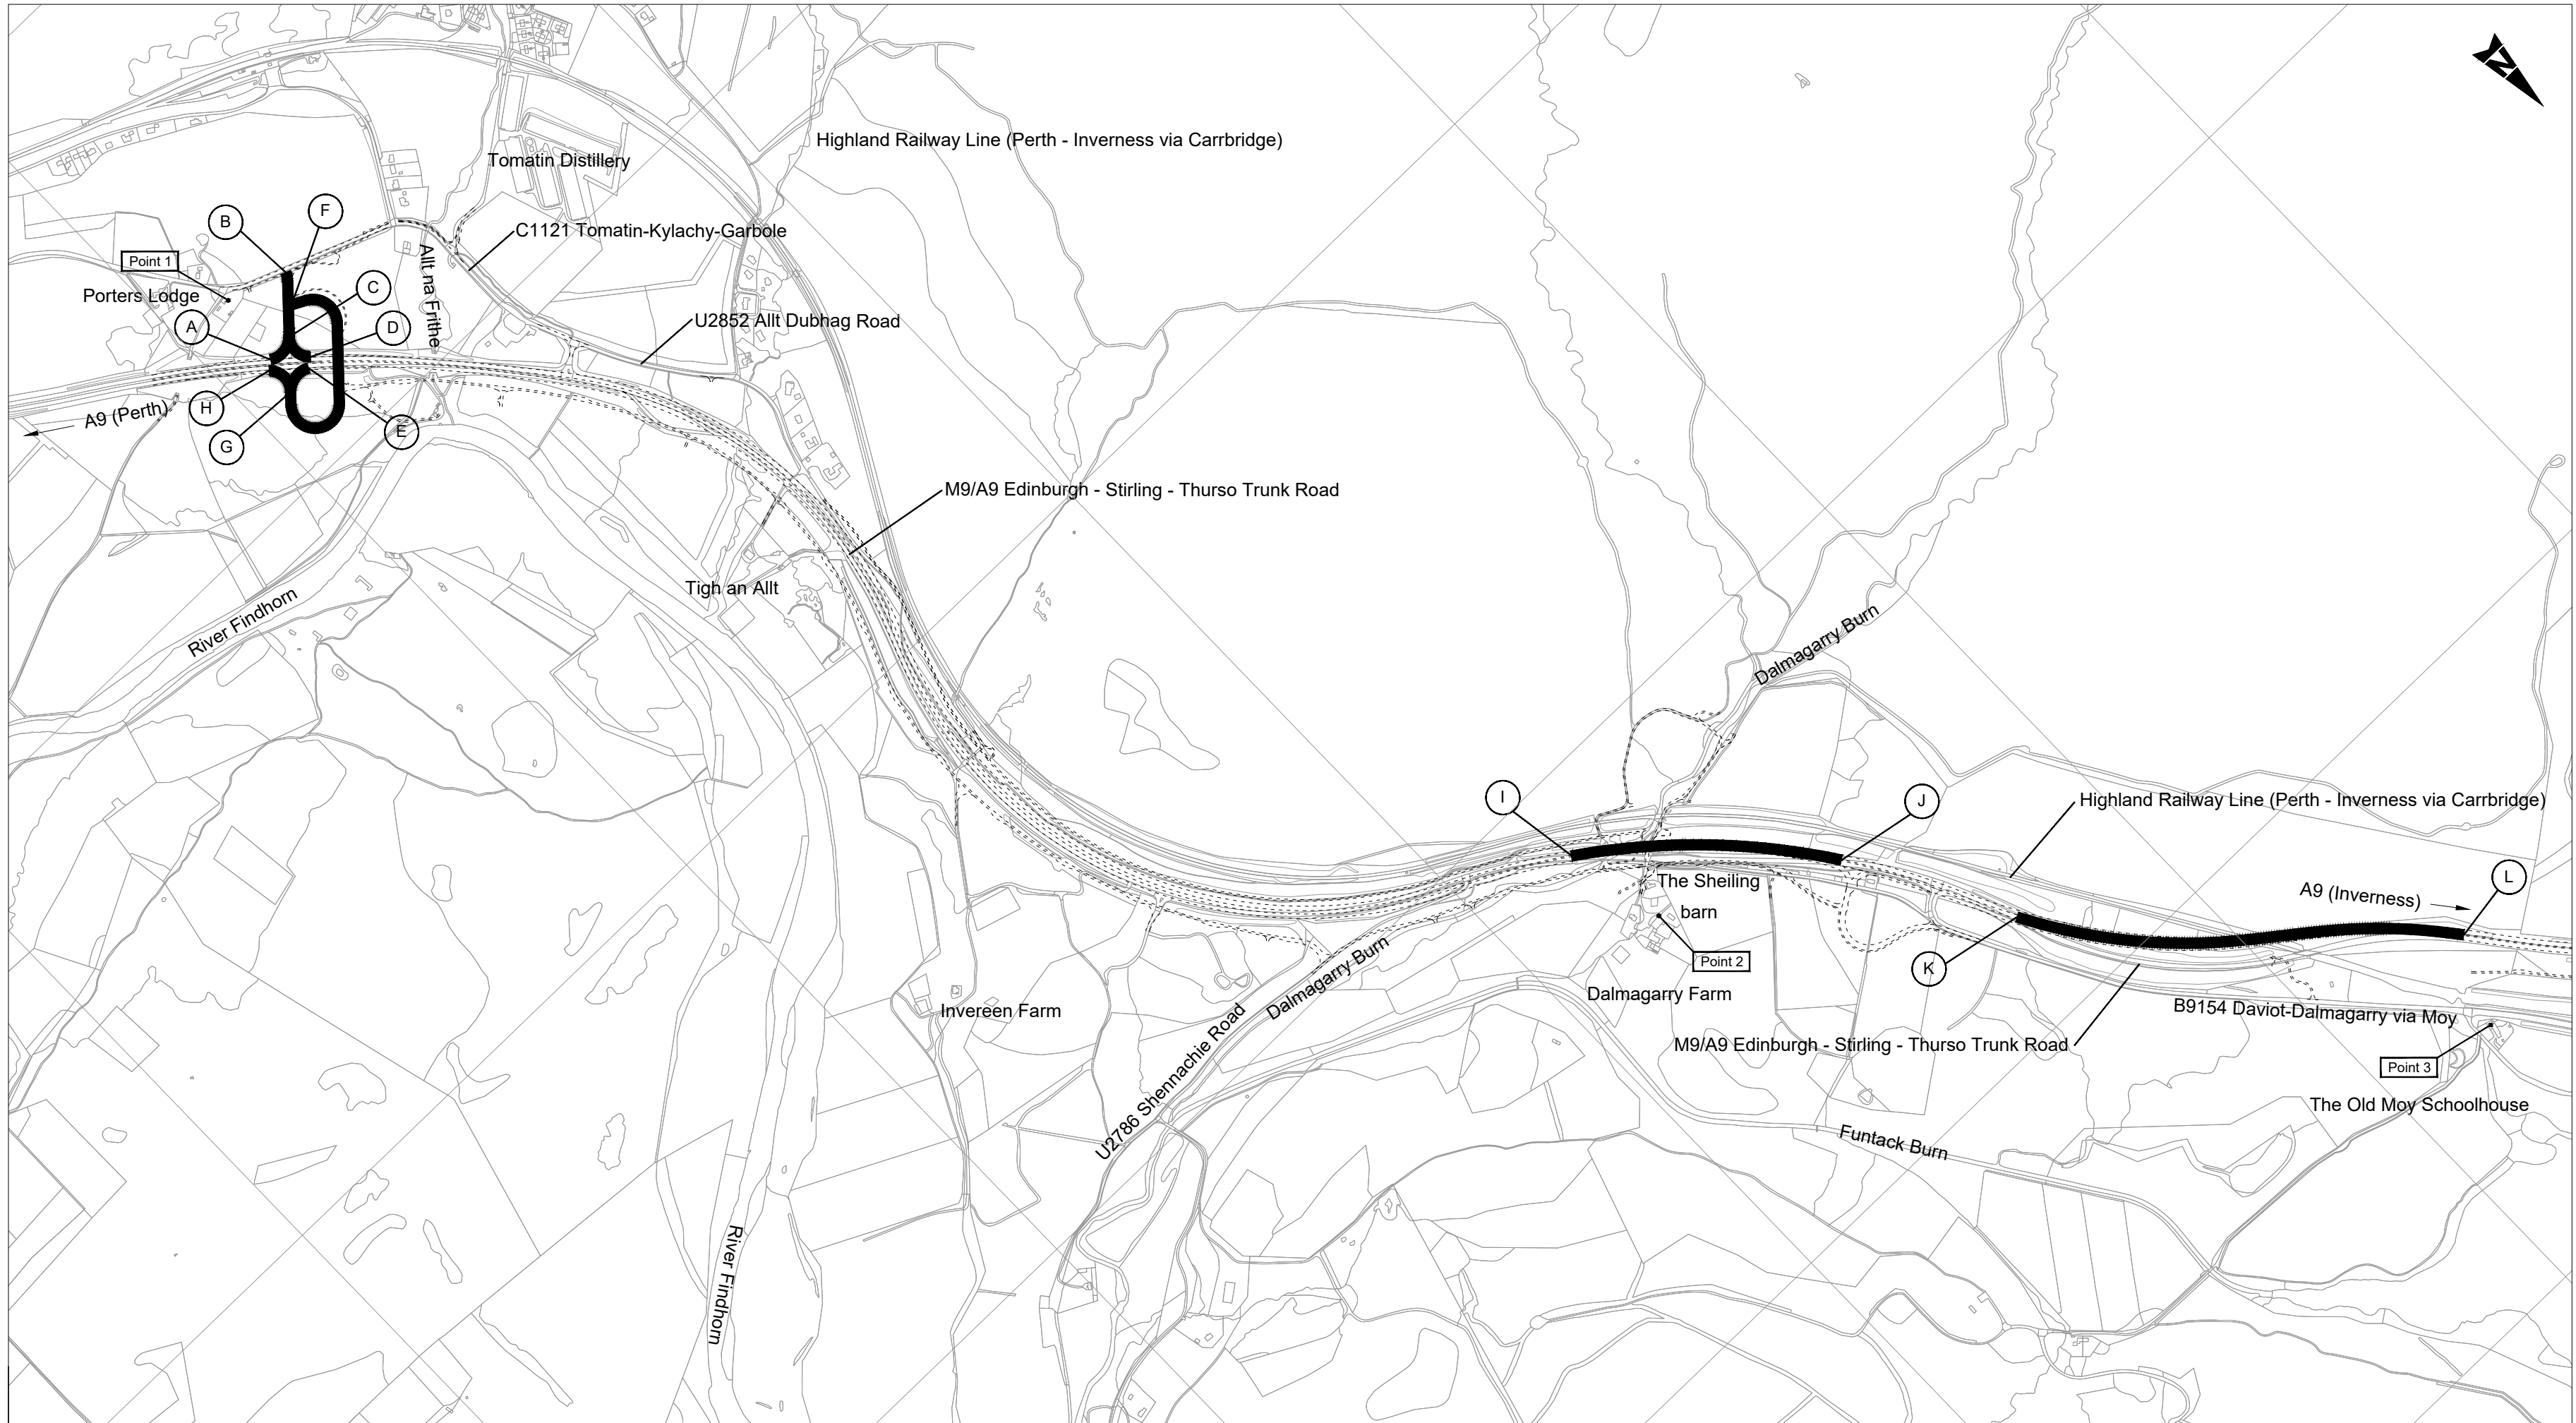 N
Highland Railway Line (Perth - Inverness via Carrbridge)
Tomatin Distillery
B
F
C1121 Tomatin-Kylachy-Garbole
Point 1
Allt na Frithe
Porters Lodge
C
A
D
U2852 Allt Dubhag Road
H
A9 (Perth)
E
G
M9/A9 Edinburgh - Stirling - Thurso Trunk Road
Tigh an Allt
River Findhorn
Dalmagarry Burn
I
J
Highland Railway Line (Perth - Inverness via Carrbridge)
The Sheiling
L
A9 (Inverness)
barn
Point 2
K
Dalmagarry Burn
Dalmagarry Farm
Invereen Farm
B9154 Daviot-Dalmagarry via Moy
M9/A9 Edinburgh - Stirling - Thurso Trunk Road
U2786 Shennachie Road
Point 3
The Old Moy Schoolhouse
Funtack Burn
River Findhorn